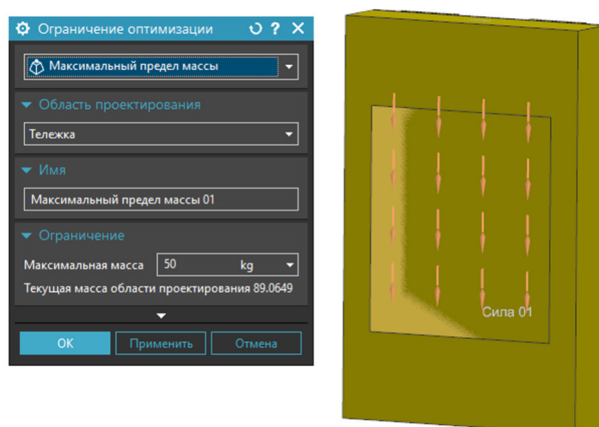 Ограничение оптимизации
Максимальный предел массы
Область проектирования
Тележка
Имя
Максимальный предел массы 01
Ограничение
Максимальная масса 50 kg
Текущая масса области проектирования 89.0649
ОК Применить Отмена
Сила 01